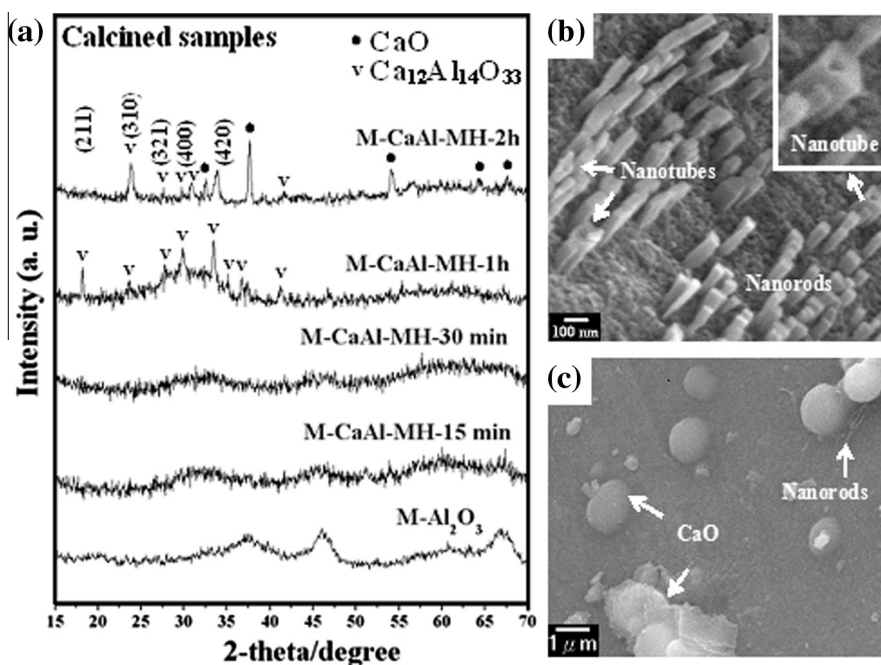 (a)
Calcined samples
• CaO
v Ca₁₂Al₁₄O₃₃
(211)
(310)
(321)
(400)
(420)
M-CaAl-MH-2h
M-CaAl-MH-1h
M-CaAl-MH-30 min
M-CaAl-MH-15 min
M-Al₂O₃
Intensity (a. u.)
15 20 25 30 35 40 45 50 55 60 65 70
2-theta/degree
(b)
Nanotube
Nanotubes
Nanorods
100 nm
(c)
Nanorods
CaO
1 μm